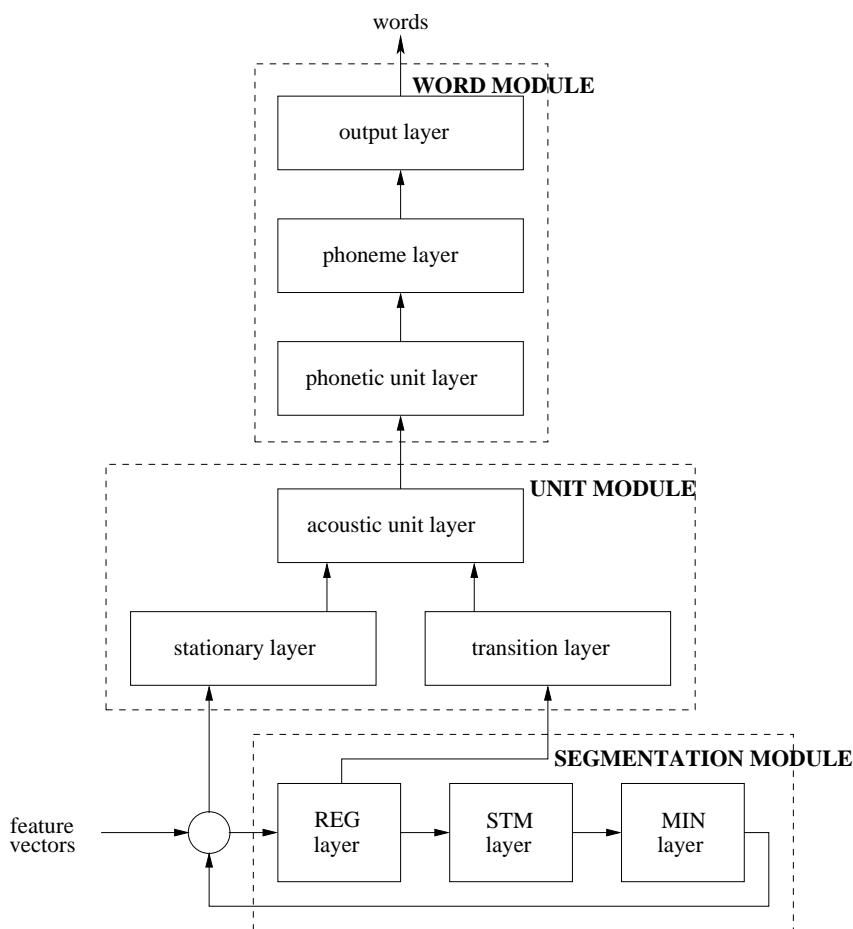 words
WORD MODULE
output layer
phoneme layer
phonetic unit layer
UNIT MODULE
acoustic unit layer
stationary layer
transition layer
SEGMENTATION MODULE
feature
vectors
REG
layer
STM
layer
MIN
layer